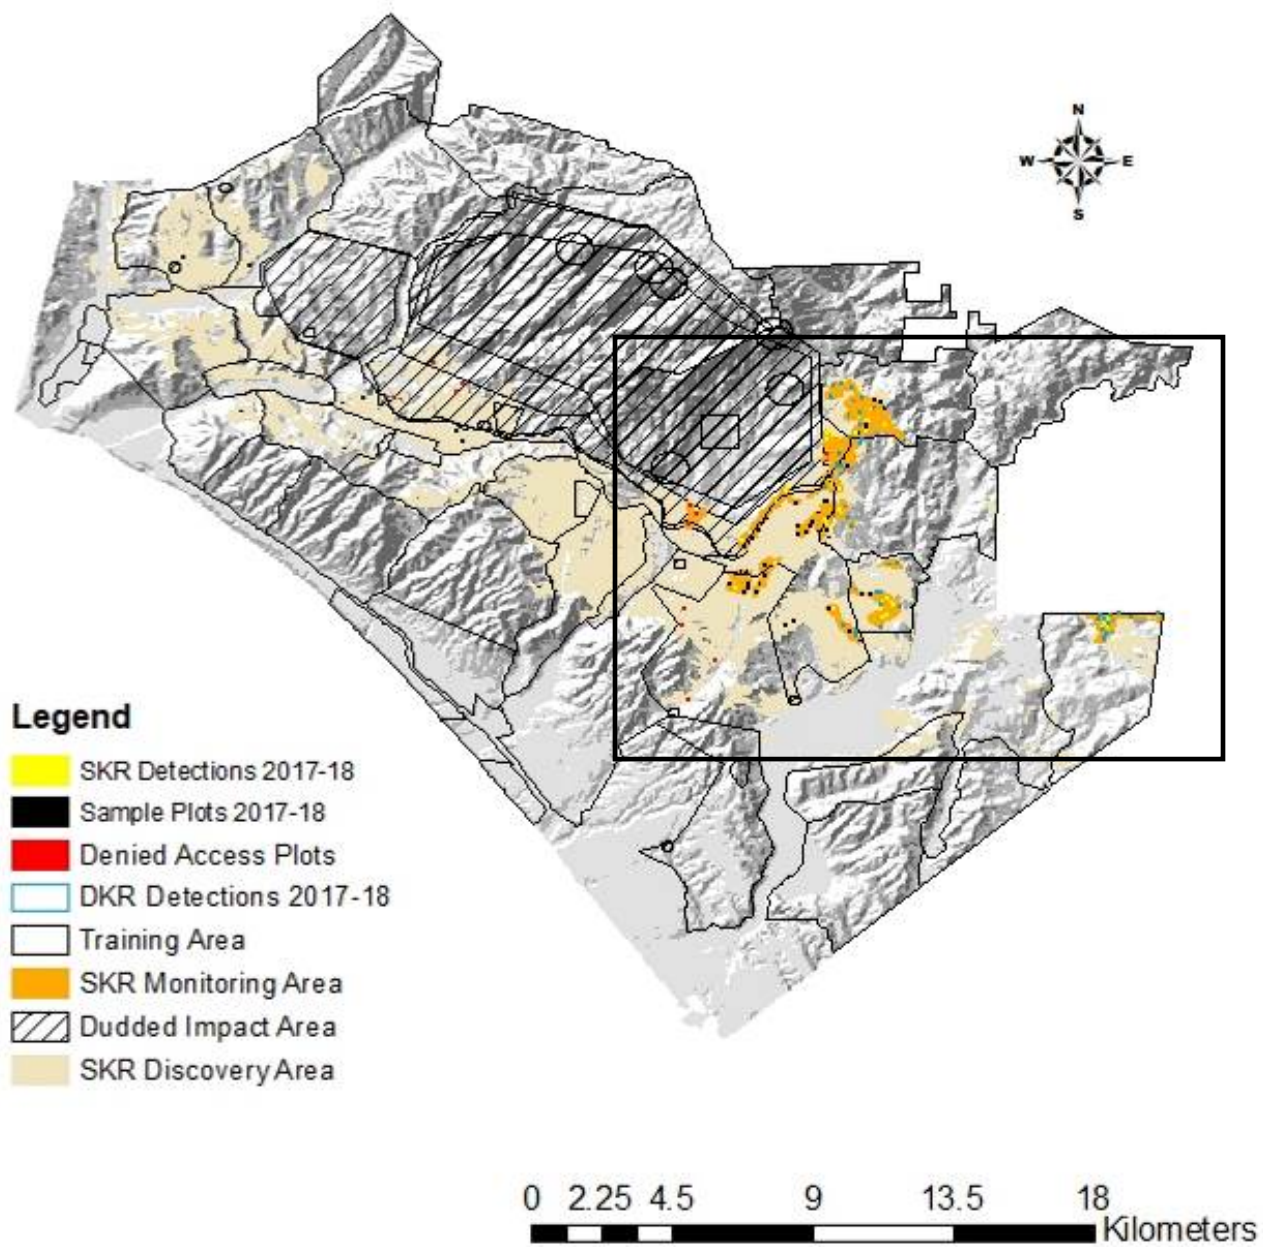 N
W E
S
Legend
SKR Detections 2017-18
Sample Plots 2017-18
Denied Access Plots
DKR Detections 2017-18
Training Area
SKR Monitoring Area
Dudded Impact Area
SKR Discovery Area
0 2.25 4.5 9 13.5 18
Kilometers